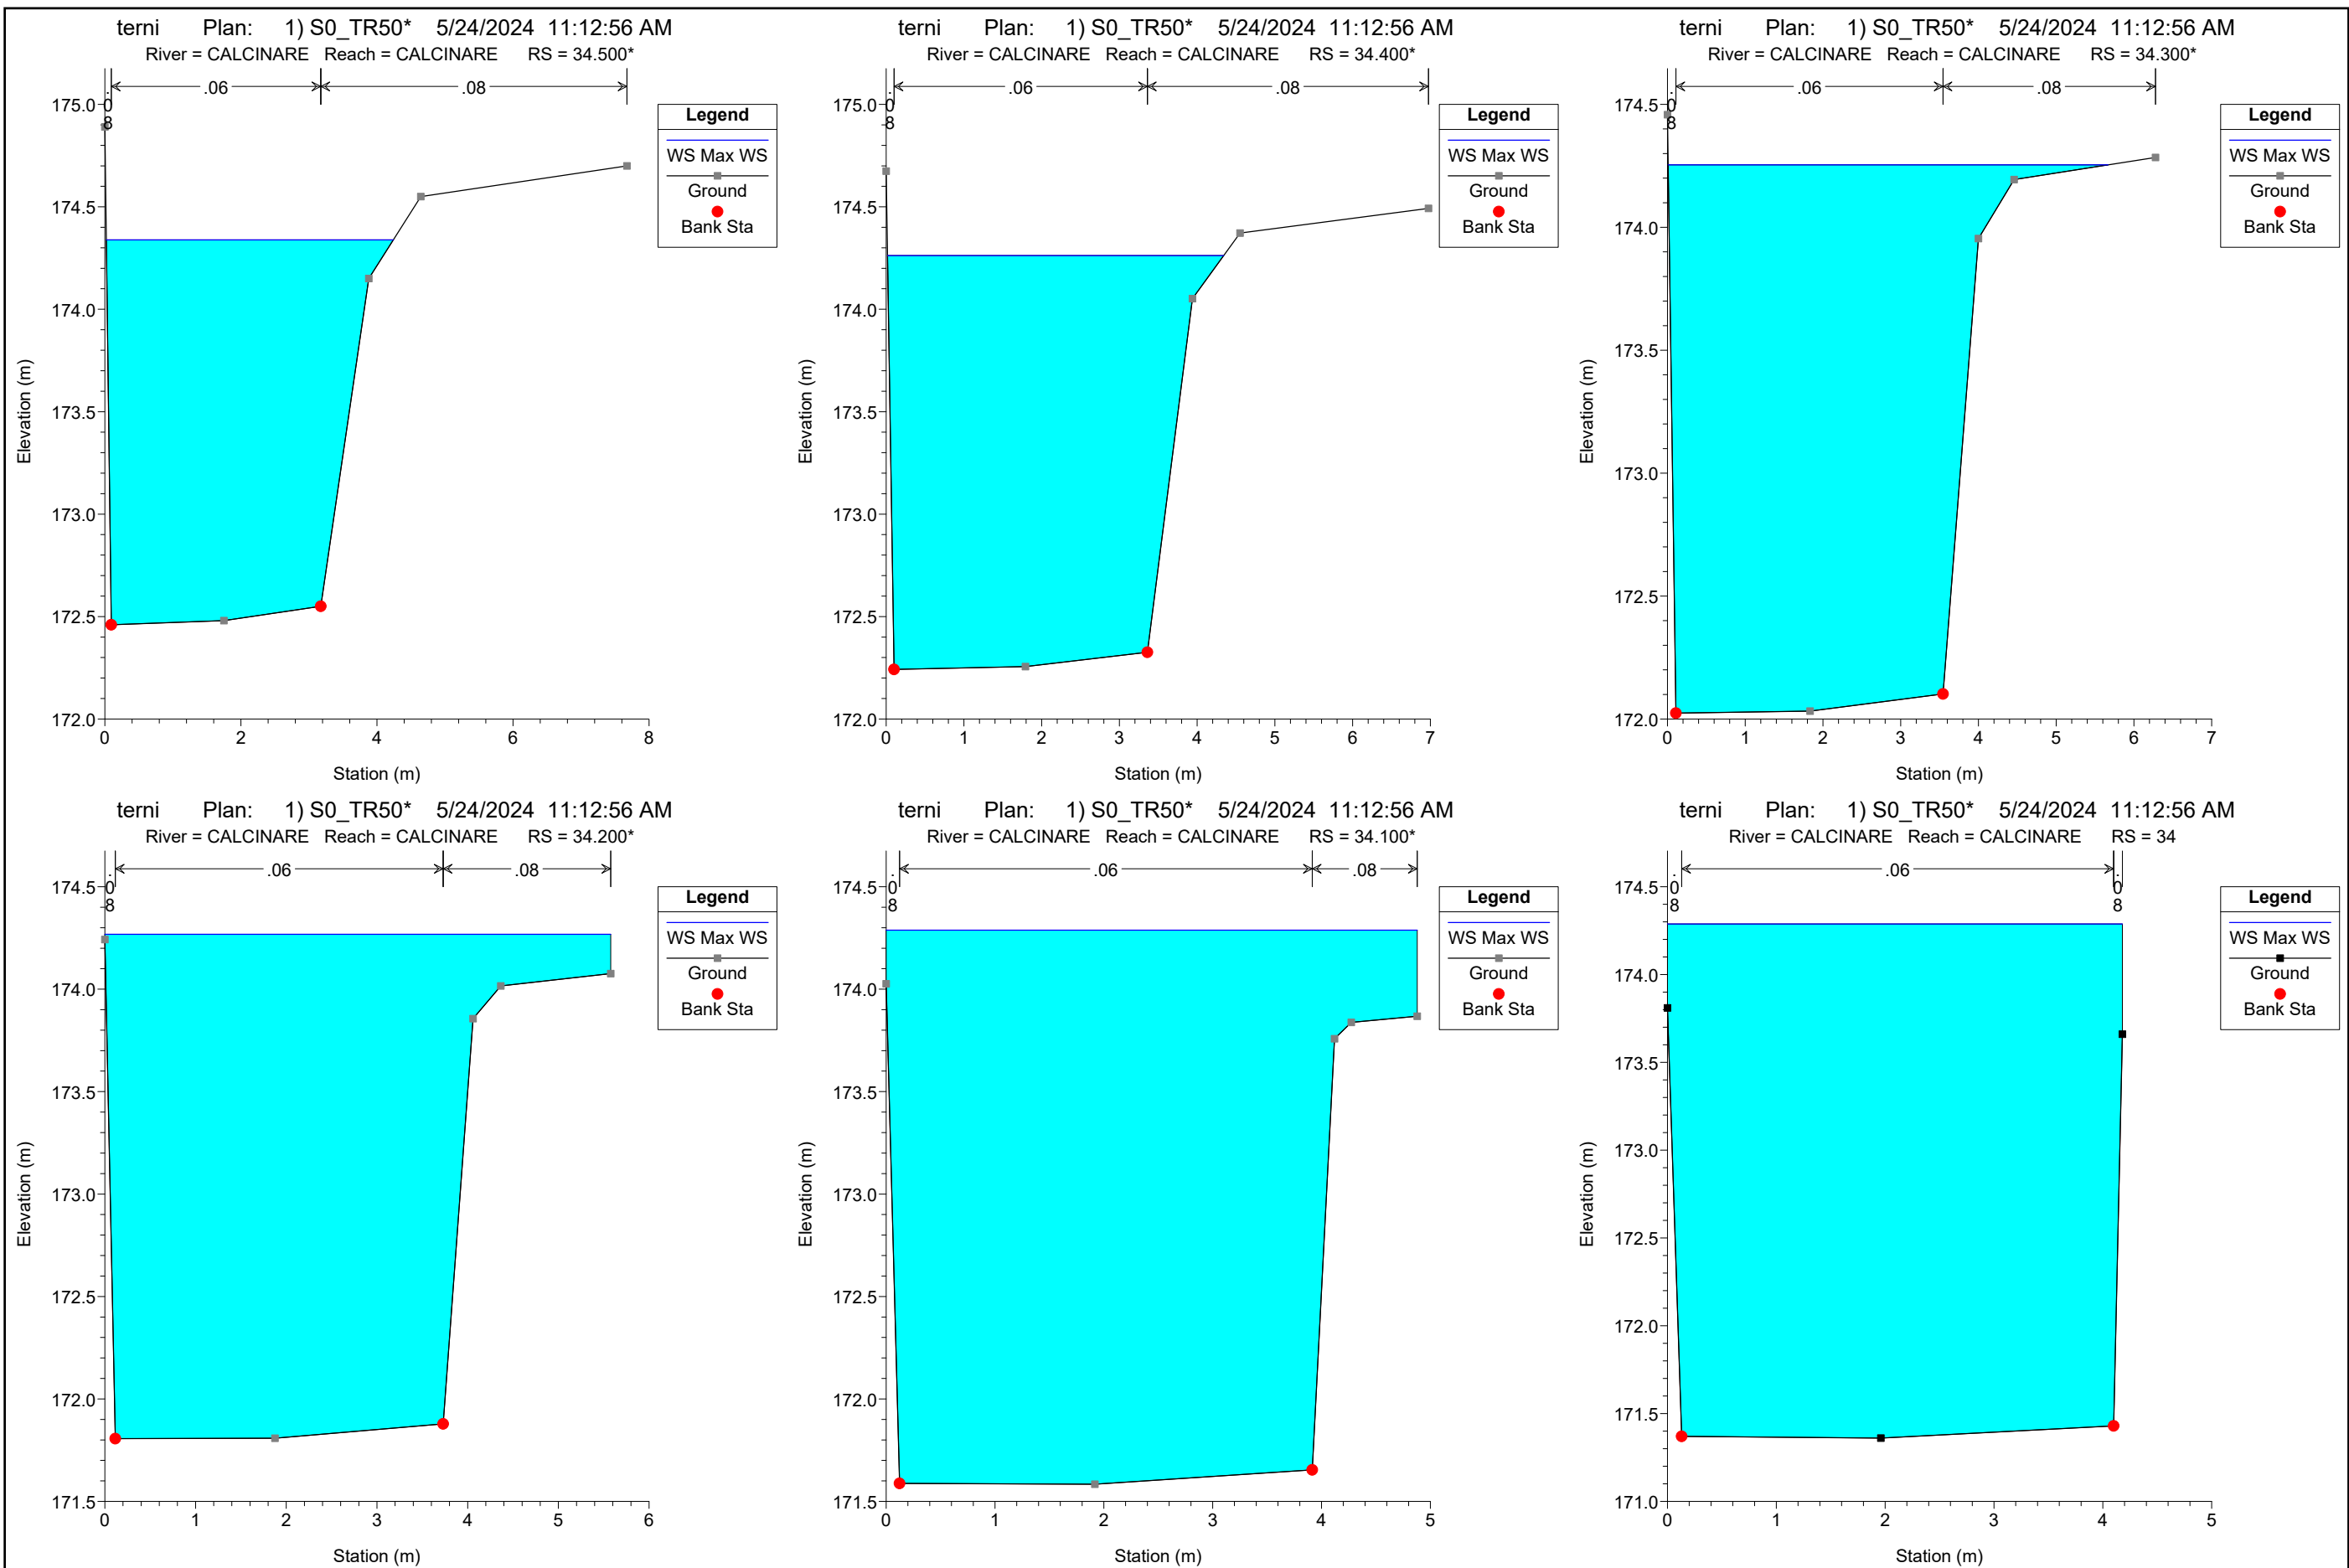 terni Plan: 1) S0_TR50* 5/24/2024 11:12:56 AM
River = CALCINARE Reach = CALCINARE RS = 34.500*
.08
.06
.08
175.0
174.5
174.0
173.5
173.0
172.5
172.0
0 2 4 6 8
Elevation (m)
Station (m)
Legend
WS Max WS
Ground
Bank Sta
terni Plan: 1) S0_TR50* 5/24/2024 11:12:56 AM
River = CALCINARE Reach = CALCINARE RS = 34.400*
.08
.06
.08
175.0
174.5
174.0
173.5
173.0
172.5
172.0
0 1 2 3 4 5 6 7
Elevation (m)
Station (m)
Legend
WS Max WS
Ground
Bank Sta
terni Plan: 1) S0_TR50* 5/24/2024 11:12:56 AM
River = CALCINARE Reach = CALCINARE RS = 34.300*
.08
.06
.08
174.5
174.0
173.5
173.0
172.5
172.0
0 1 2 3 4 5 6 7
Elevation (m)
Station (m)
Legend
WS Max WS
Ground
Bank Sta
terni Plan: 1) S0_TR50* 5/24/2024 11:12:56 AM
River = CALCINARE Reach = CALCINARE RS = 34.200*
.08
.06
.08
174.5
174.0
173.5
173.0
172.5
172.0
171.5
0 1 2 3 4 5 6
Elevation (m)
Station (m)
Legend
WS Max WS
Ground
Bank Sta
terni Plan: 1) S0_TR50* 5/24/2024 11:12:56 AM
River = CALCINARE Reach = CALCINARE RS = 34.100*
.08
.06
.08
174.5
174.0
173.5
173.0
172.5
172.0
171.5
0 1 2 3 4 5
Elevation (m)
Station (m)
Legend
WS Max WS
Ground
Bank Sta
terni Plan: 1) S0_TR50* 5/24/2024 11:12:56 AM
River = CALCINARE Reach = CALCINARE RS = 34
.08
.06
.08
174.5
174.0
173.5
173.0
172.5
172.0
171.5
171.0
0 1 2 3 4 5
Elevation (m)
Station (m)
Legend
WS Max WS
Ground
Bank Sta